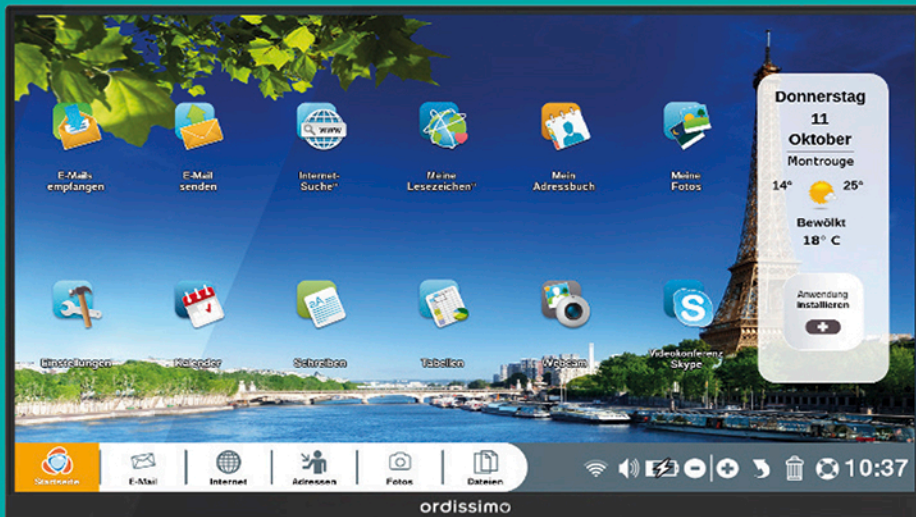 E-Mails
empfangen
E-Mail
senden
Internet-
Suche
Meine
Lesezeichen
Mein
Adressbuch
Meine
Fotos
Donnerstag
11
Oktober
Montrouge
14° 25°
Bewölkt
18° C
Anwendung
installieren
Einstellungen
Kalender
Schreiben
Tabellen
Webcam
Videokonferenz
Skype
www
aA
S
Startseite
E-Mail
Internet
Adressen
Fotos
Dateien
10:37
ordissimo